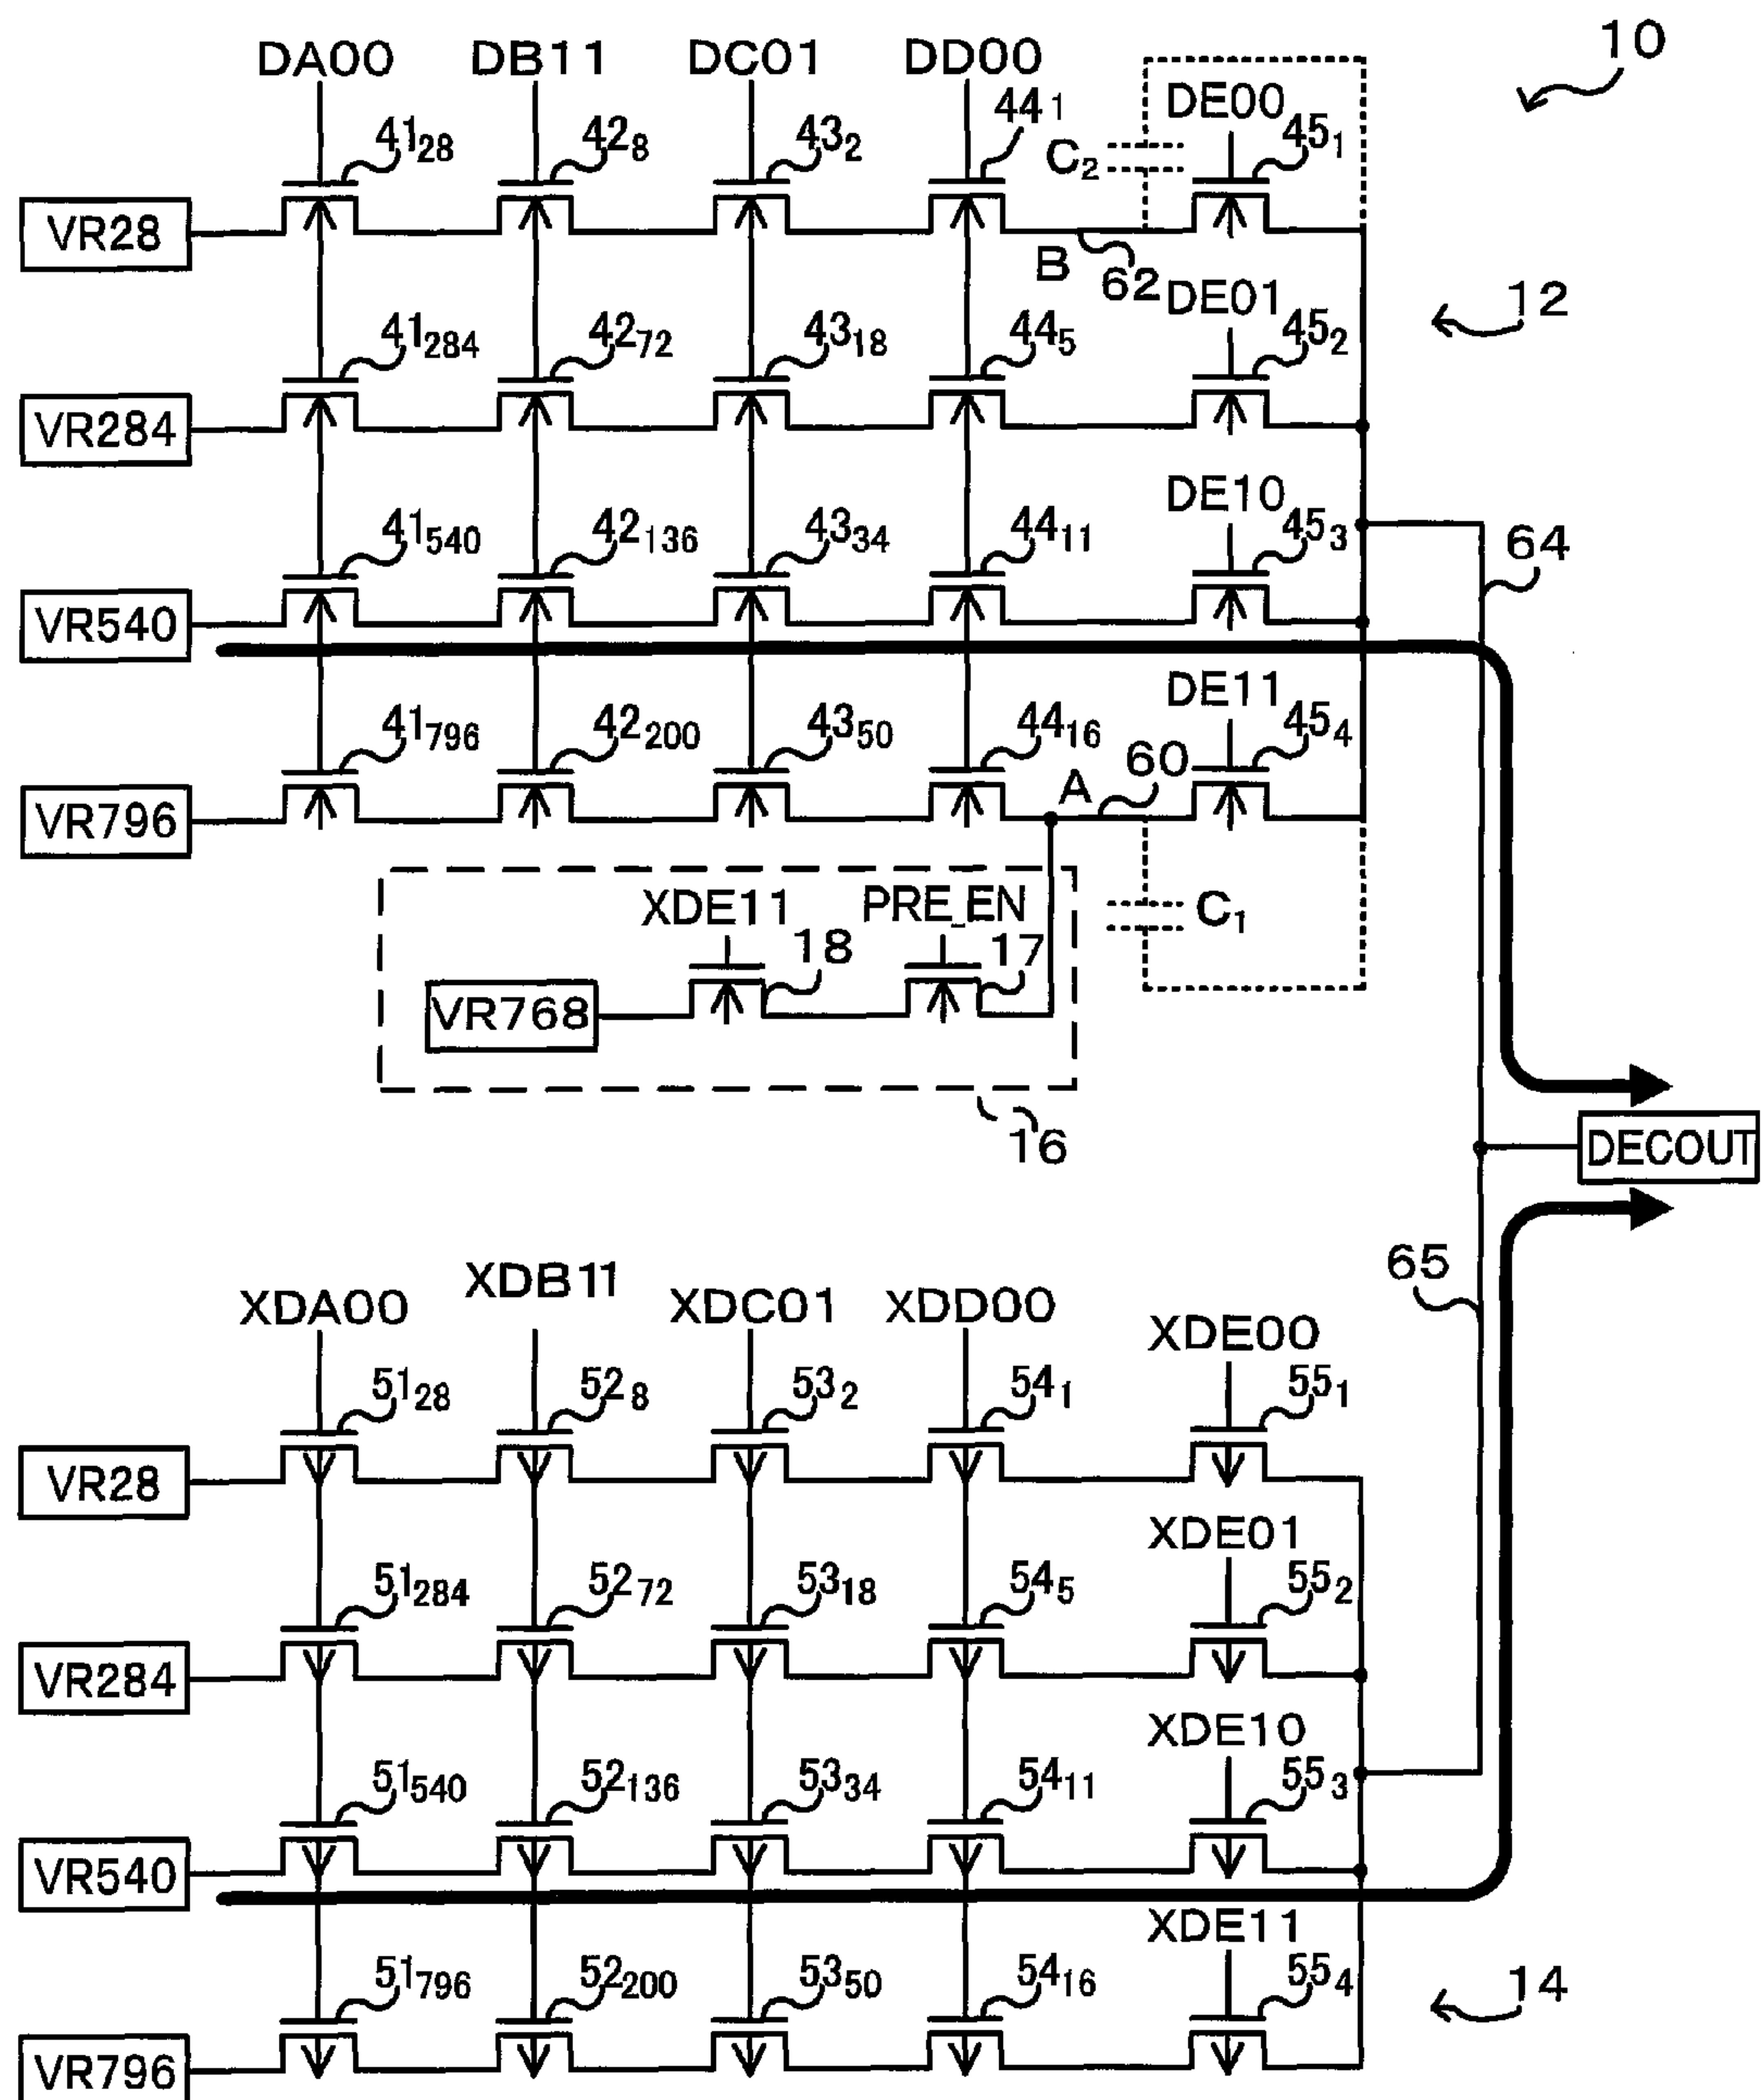 10
DA00 DB11 DC01 DD00 DE00
41₂₈ 42₈ 43₂ 44₁ 45₁
C₂
VR28
B 62
DE01
12
41₂₈₄ 42₇₂ 43₁₈ 44₅ 45₂
VR284
DE10
41₅₄₀ 42₁₃₆ 43₃₄ 44₁₁ 45₃
64
VR540
DE11
41₇₉₆ 42₂₀₀ 43₅₀ 44₁₆ 45₄
A 60
VR796
XDE11 PRE_EN
C₁
18 17
VR768
16
DECOUT
65
XDA00 XDB11 XDC01 XDD00 XDE00
51₂₈ 52₈ 53₂ 54₁ 55₁
VR28
XDE01
51₂₈₄ 52₇₂ 53₁₈ 54₅ 55₂
VR284
XDE10
51₅₄₀ 52₁₃₆ 53₃₄ 54₁₁ 55₃
VR540
XDE11
51₇₉₆ 52₂₀₀ 53₅₀ 54₁₆ 55₄
14
VR796